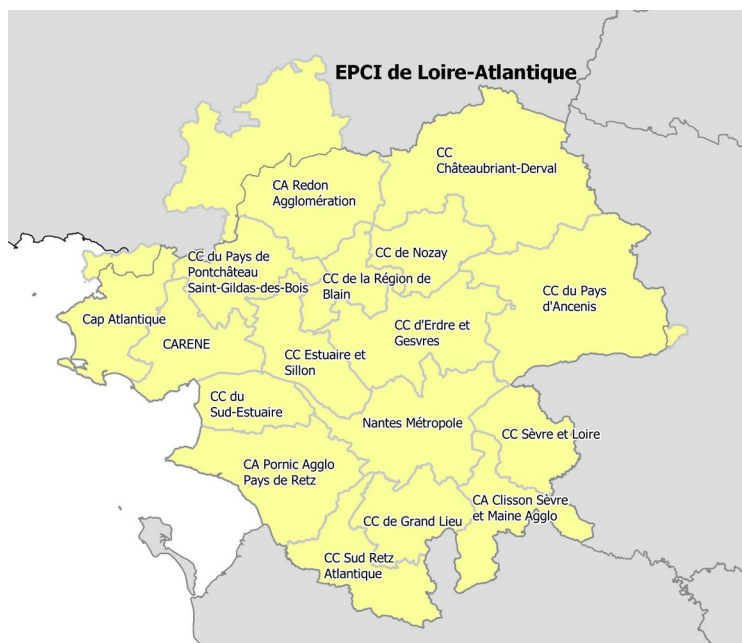 EPCI de Loire-Atlantique
CC
Châteaubriant-Derval
CA Redon
Agglomération
CC du Pays de
Pontchâteau
Saint-Gildas-des-Bois
CC de Nozay
CC de la Région de
Blain
CC du Pays
d'Ancenis
Cap Atlantique
CARENE
CC Estuaire et
Sillon
CC d'Erdre et
Gesvres
CC du
Sud-Estuaire
Nantes Métropole
CC Sèvre et Loire
CA Pornic Agglo
Pays de Retz
CC de Grand Lieu
CA Clisson Sèvre
et Maine Agglo
CC Sud Retz
Atlantique